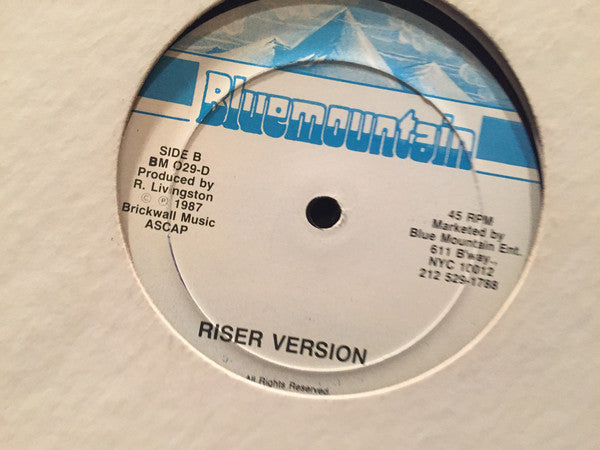 Bluemountain
SIDE B
BM 029-D
Produced by
R. Livingston
© ℗ 1987
Brickwall Music
ASCAP
45 RPM
Marketed by
Blue Mountain Ent.
611 B'way.,
NYC 10012
212 529-1788
RISER VERSION
All Rights Reserved.